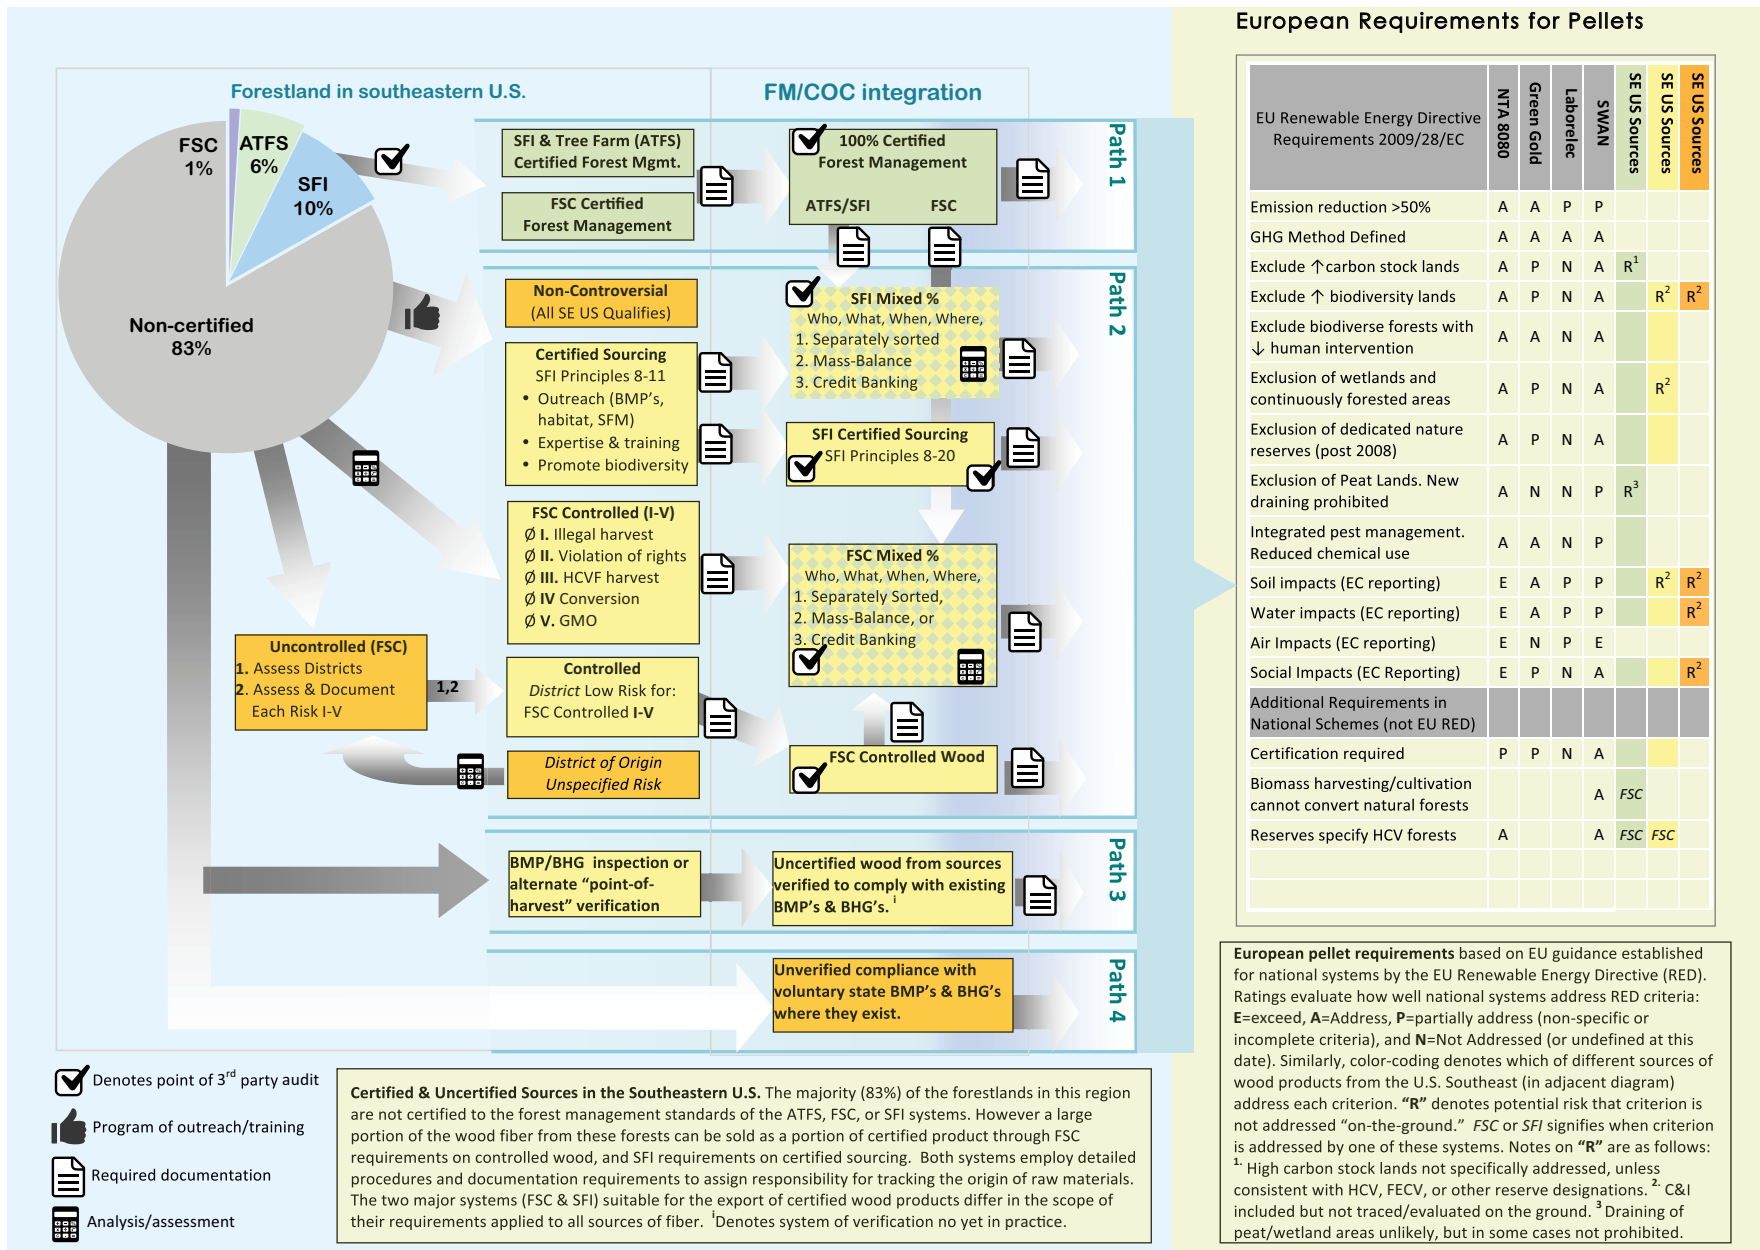 European Requirements for Pellets
Forestland in southeastern U.S.
FM/COC integration
FSC
1%
ATFS
6%
SFI
10%
Non-certified
83%
SFI & Tree Farm (ATFS)
Certified Forest Mgmt.
FSC Certified
Forest Management
100% Certified
Forest Management
ATFS/SFI FSC
Path 1
Non-Controversial
(All SE US Qualifies)
Certified Sourcing
SFI Principles 8-11
• Outreach (BMP's,
habitat, SFM)
• Expertise & training
• Promote biodiversity
SFI Mixed %
Who, What, When, Where,
1. Separately sorted
2. Mass-Balance
3. Credit Banking
SFI Certified Sourcing
SFI Principles 8-20
Path 2
FSC Controlled (I-V)
Ø I. Illegal harvest
Ø II. Violation of rights
Ø III. HCVF harvest
Ø IV Conversion
Ø V. GMO
FSC Mixed %
Who, What, When, Where,
1. Separately Sorted,
2. Mass-Balance, or
3. Credit Banking
Uncontrolled (FSC)
1. Assess Districts
2. Assess & Document
Each Risk I-V
1,2
Controlled
District Low Risk for:
FSC Controlled I-V
District of Origin
Unspecified Risk
FSC Controlled Wood
BMP/BHG inspection or
alternate "point-of-
harvest" verification
Uncertified wood from sources
verified to comply with existing
BMP's & BHG's. i
Path 3
Unverified compliance with
voluntary state BMP's & BHG's
where they exist.
Path 4
Denotes point of 3rd party audit
Program of outreach/training
Required documentation
Analysis/assessment
Certified & Uncertified Sources in the Southeastern U.S. The majority (83%) of the forestlands in this region
are not certified to the forest management standards of the ATFS, FSC, or SFI systems. However a large
portion of the wood fiber from these forests can be sold as a portion of certified product through FSC
requirements on controlled wood, and SFI requirements on certified sourcing. Both systems employ detailed
procedures and documentation requirements to assign responsibility for tracking the origin of raw materials.
The two major systems (FSC & SFI) suitable for the export of certified wood products differ in the scope of
their requirements applied to all sources of fiber. iDenotes system of verification no yet in practice.
EU Renewable Energy Directive
Requirements 2009/28/EC
NTA 8080
Green Gold
Laborelec
SWAN
SE US Sources
SE US Sources
SE US Sources
Emission reduction >50% A A P P
GHG Method Defined A A A A
Exclude ↑carbon stock lands A P N A R1
Exclude ↑ biodiversity lands A P N A R2 R2
Exclude biodiverse forests with
↓ human intervention A A N A
Exclusion of wetlands and
continuously forested areas A P N A R2
Exclusion of dedicated nature
reserves (post 2008) A P N A
Exclusion of Peat Lands. New
draining prohibited A N N P R3
Integrated pest management.
Reduced chemical use A A N P
Soil impacts (EC reporting) E A P P R2 R2
Water impacts (EC reporting) E A P P R2
Air Impacts (EC reporting) E N P E
Social Impacts (EC Reporting) E P N A R2
Additional Requirements in
National Schemes (not EU RED)
Certification required P P N A
Biomass harvesting/cultivation
cannot convert natural forests A FSC
Reserves specify HCV forests A A FSC FSC
European pellet requirements based on EU guidance established
for national systems by the EU Renewable Energy Directive (RED).
Ratings evaluate how well national systems address RED criteria:
E=exceed, A=Address, P=partially address (non-specific or
incomplete criteria), and N=Not Addressed (or undefined at this
date). Similarly, color-coding denotes which of different sources of
wood products from the U.S. Southeast (in adjacent diagram)
address each criterion. "R" denotes potential risk that criterion is
not addressed "on-the-ground." FSC or SFI signifies when criterion
is addressed by one of these systems. Notes on "R" are as follows:
1. High carbon stock lands not specifically addressed, unless
consistent with HCV, FECV, or other reserve designations. 2. C&I
included but not traced/evaluated on the ground. 3 Draining of
peat/wetland areas unlikely, but in some cases not prohibited.